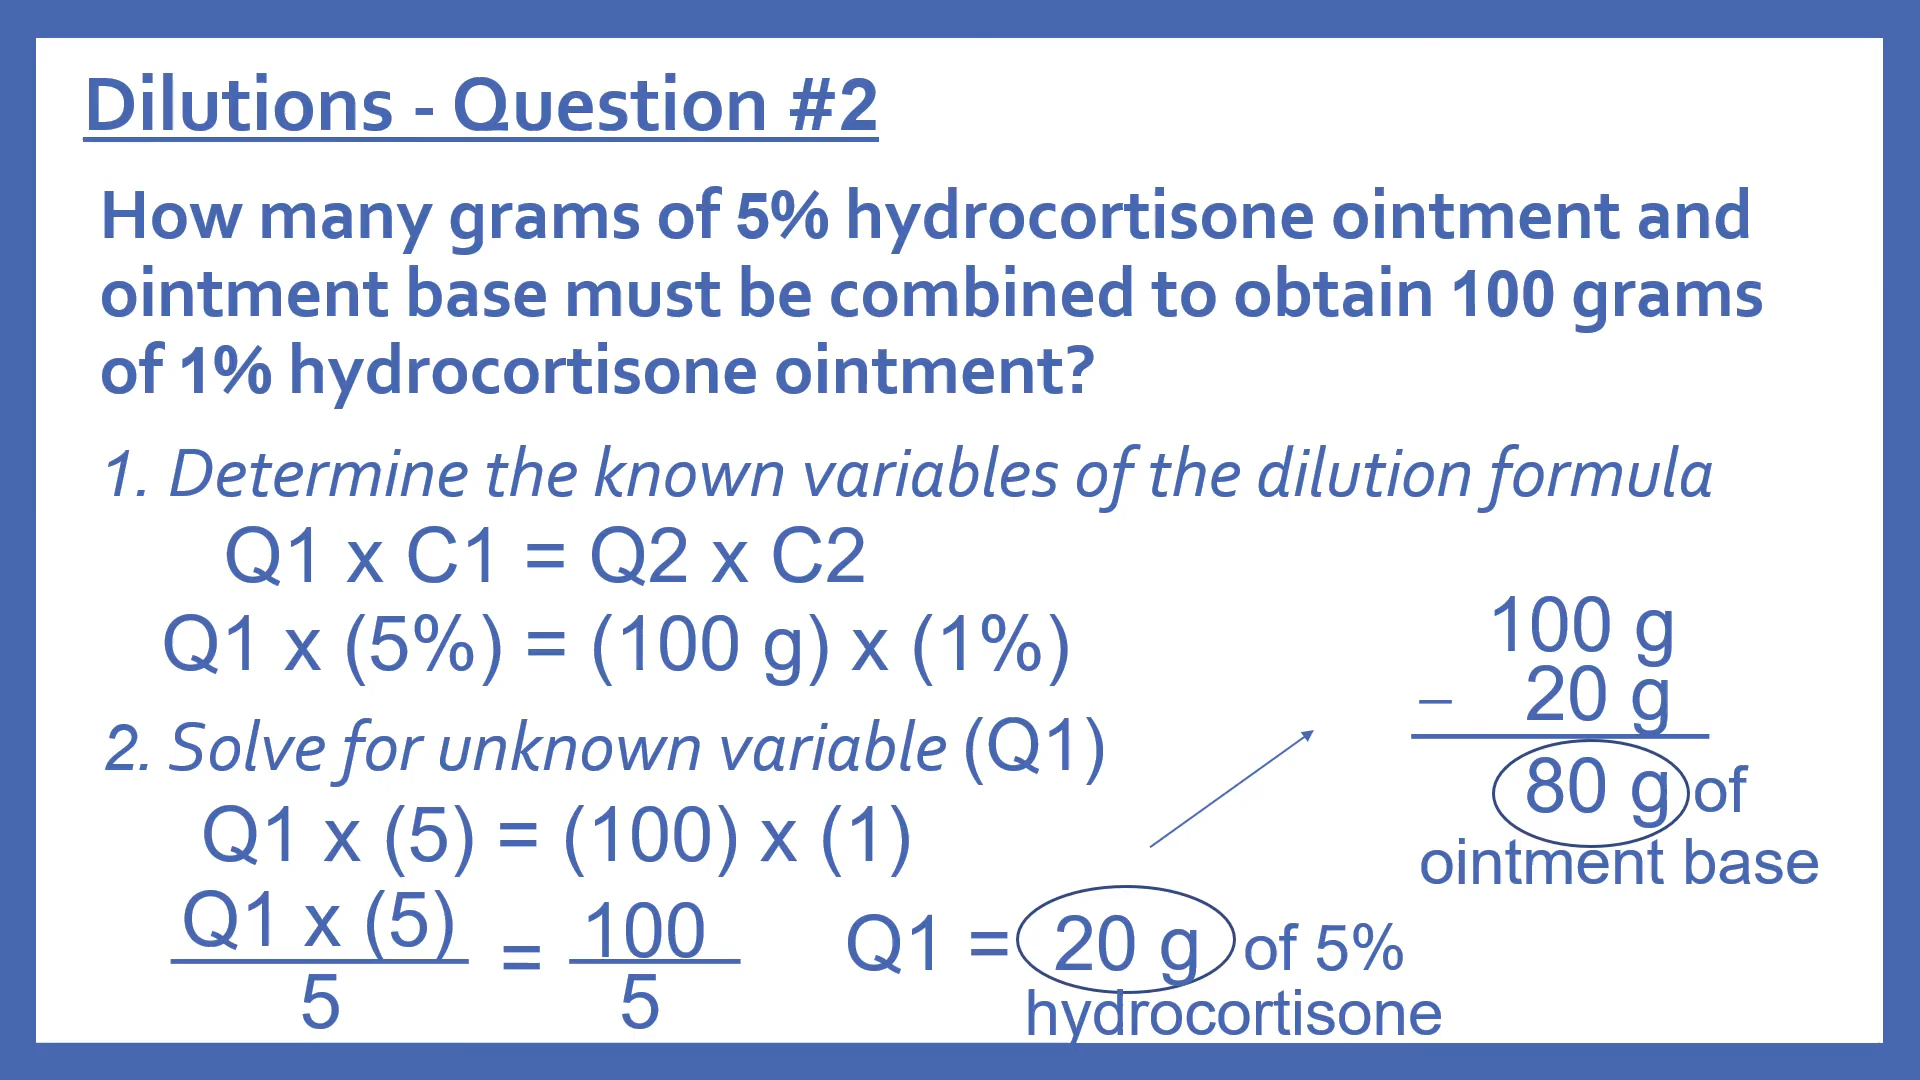 Dilutions - Question #2
How many grams of 5% hydrocortisone ointment and
ointment base must be combined to obtain 100 grams
of 1% hydrocortisone ointment?
1. Determine the known variables of the dilution formula
Q1 x C1 = Q2 x C2
Q1 x (5%) = (100 g) x (1%)
2. Solve for unknown variable (Q1)
Q1 x (5) = (100) x (1)
Q1 x (5)
5
=
100
5
Q1 = 20 g of 5%
hydrocortisone
100 g
– 20 g
80 g of
ointment base